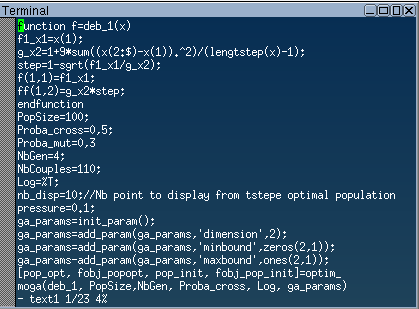 Terminal
function f=deb_1(x)
f1_x1=x(1);
g_x2=1+9*sum((x(2:$)-x(1)).^2)/(lengtstep(x)-1);
step=1-sgrt(f1_x1/g_x2);
f(1,1)=f1_x1;
ff(1,2)=g_x2*step;
endfunction
PopSize=100;
Proba_cross=0,5;
Proba_mut=0,3
NbGen=4;
NbCouples=110;
Log=%T;
nb_disp=10;//Nb point to display from tstepe optimal population
pressure=0.1;
ga_params=init_param();
ga_params=add_param(ga_params,'dimension',2);
ga_params=add_param(ga_params,'minbound',zeros(2,1));
ga_params-add_param(ga_params,'maxbound',ones(2,1));
[pop_opt, fobj_popopt, pop_init, fobj_pop_init]=optim_
moga(deb_1, PopSize,NbGen, Proba_cross, Log, ga_params)
- text1 1/23 4%